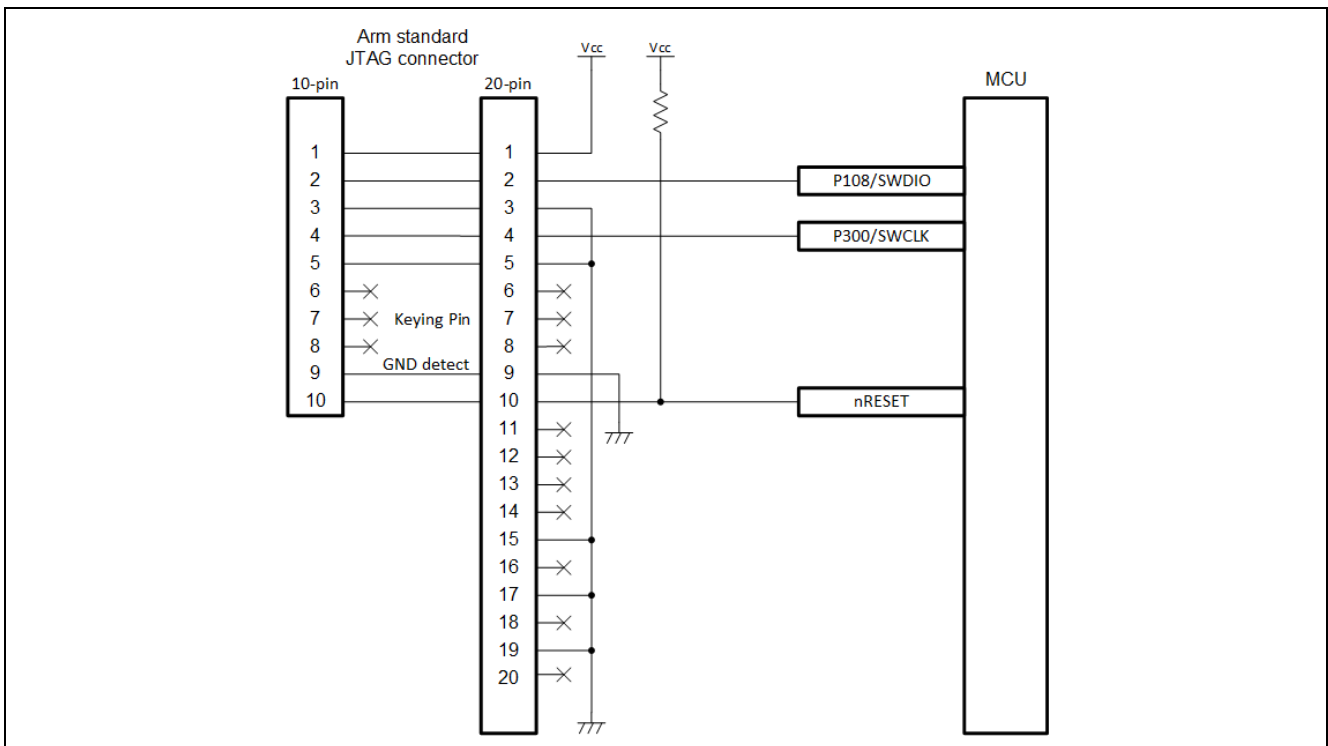 Arm standard
JTAG connector
Vcc Vcc
10-pin 20-pin MCU
1 1
2 2 P108/SWDIO
3 3
4 4 P300/SWCLK
5 5
6 6
7 Keying Pin 7
8 8
9 GND detect 9
10 10 nRESET
11
12
13
14
15
16
17
18
19
20